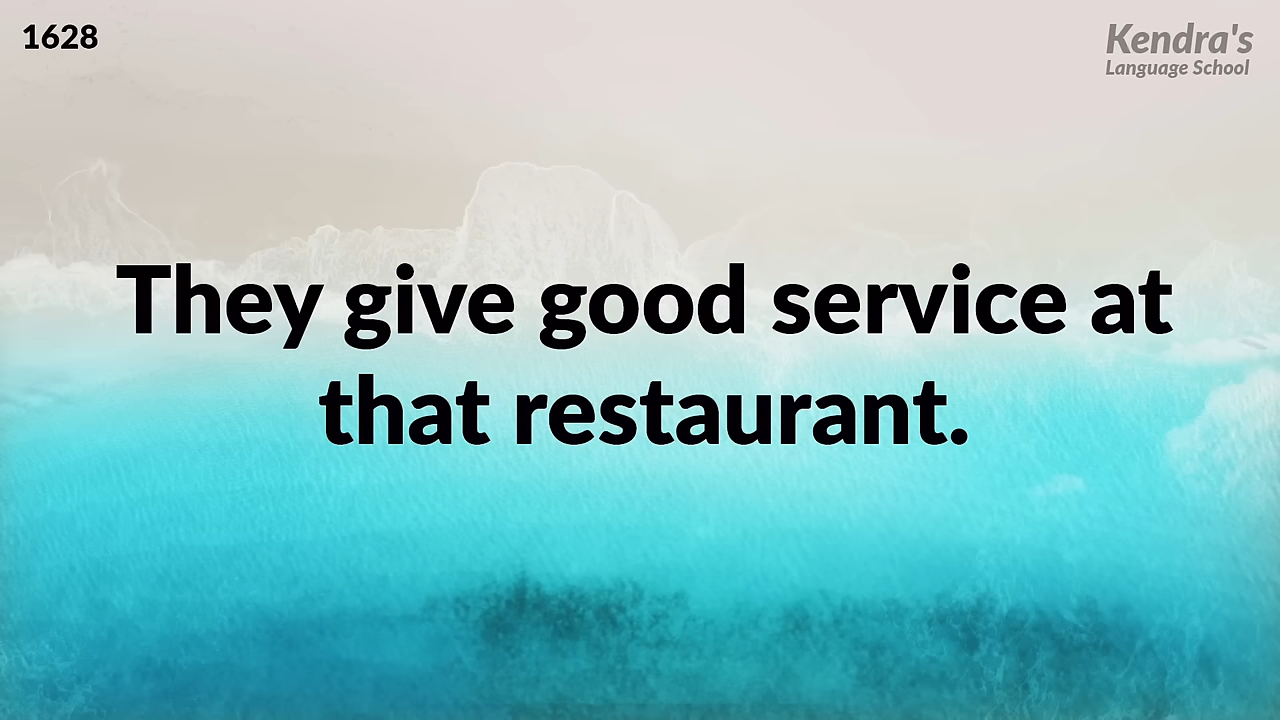 1628
Kendra's
Language School
They give good service at
that restaurant.